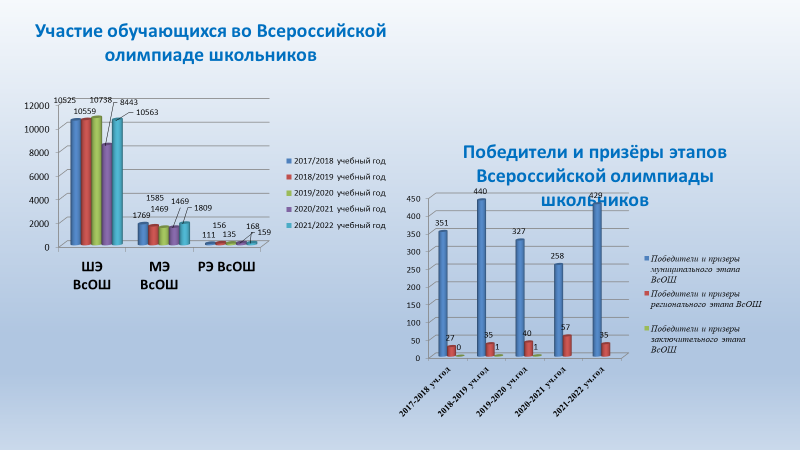 Участие обучающихся во Всероссийской
олимпиаде школьников
12000
10000
8000
6000
4000
2000
0
10525
10559
10738
8443
10563
1769
1585
1469
1469
1809
111
156
135
168
159
ШЭ
ВсОШ
МЭ
ВсОШ
РЭ ВсОШ
2017/2018 учебный год
2018/2019 учебный год
2019/2020 учебный год
2020/2021 учебный год
2021/2022 учебный год
Победители и призёры этапов
Всероссийской олимпиады
школьников
450
400
350
300
250
200
150
100
50
0
351
440
327
258
429
27
35
40
57
35
0
1
1
2017-2018 уч.год
2018-2019 уч.год
2019-2020 уч.год
2020-2021 уч.год
2021-2022 уч.год
Победители и призеры
муниципального этапа
ВсОШ
Победители и призеры
регионального этапа ВсОШ
Победители и призеры
заключительного этапа
ВсОШ